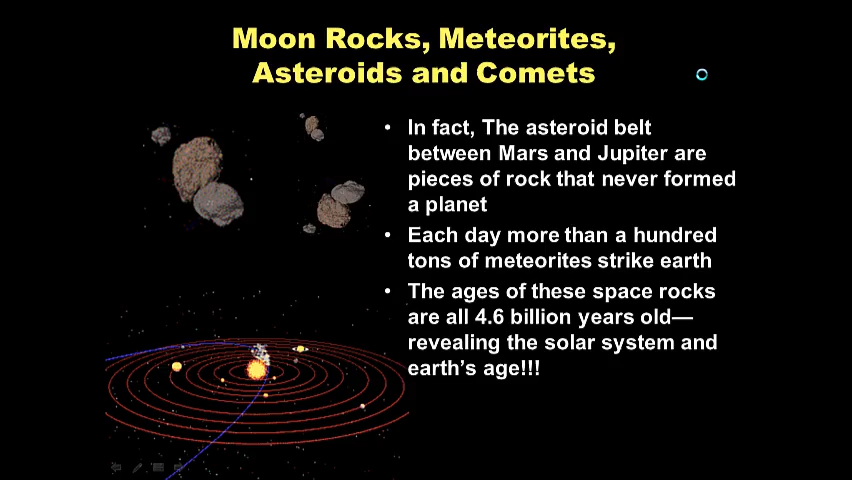 Moon Rocks, Meteorites,
Asteroids and Comets
• In fact, The asteroid belt
between Mars and Jupiter are
pieces of rock that never formed
a planet
• Each day more than a hundred
tons of meteorites strike earth
• The ages of these space rocks
are all 4.6 billion years old—
revealing the solar system and
earth's age!!!